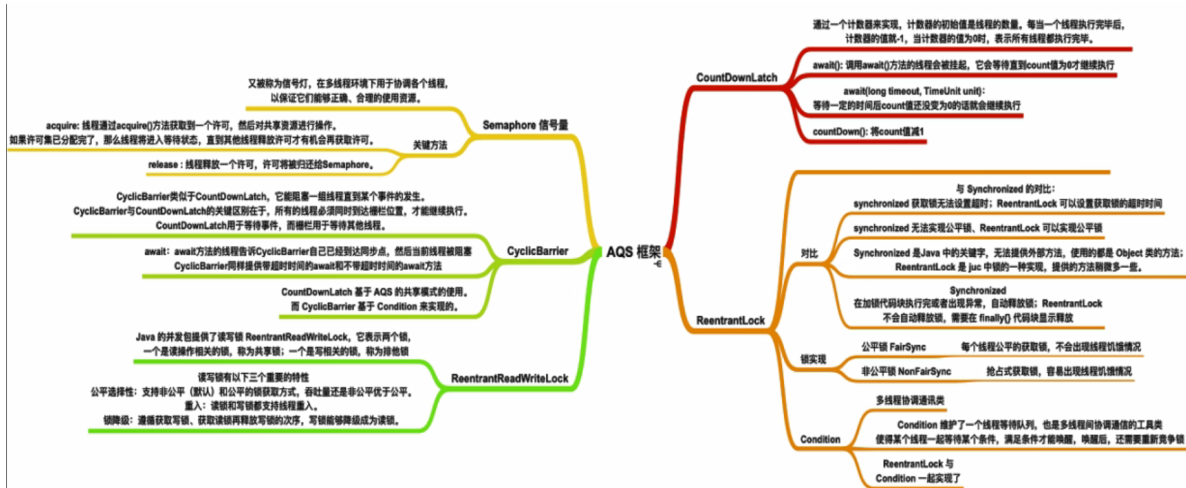 AQS 框架
Semaphore 信号量
又被称为信号灯，在多线程环境下用于协调各个线程，
以保证它们能够正确、合理的使用资源。
关键方法
acquire: 线程通过acquire()方法获取到一个许可，然后对共享资源进行操作。
如果许可集已分配完了，那么线程将进入等待状态，直到其他线程释放许可才有机会再获取许可。
release : 线程释放一个许可，许可将被归还给Semaphore。
CyclicBarrier
CyclicBarrier类似于CountDownLatch，它能阻塞一组线程直到某个事件的发生。
CyclicBarrier与CountDownLatch的关键区别在于，所有的线程必须同时到达栅栏位置，才能继续执行。
CountDownLatch用于等待事件，而栅栏用于等待其他线程。
await：await方法的线程告诉CyclicBarrier自己已经到达同步点，然后当前线程被阻塞
CyclicBarrier同样提供带超时时间的await和不带超时时间的await方法
CountDownLatch 基于 AQS 的共享模式的使用。
而 CyclicBarrier 基于 Condition 来实现的。
ReentrantReadWriteLock
Java 的并发包提供了读写锁 ReentrantReadWriteLock，它表示两个锁，
一个是读操作相关的锁，称为共享锁；一个是写相关的锁，称为排他锁
读写锁有以下三个重要的特性
公平选择性：支持非公平（默认）和公平的锁获取方式，吞吐量还是非公平优于公平。
重入：读锁和写锁都支持线程重入。
锁降级：遵循获取写锁、获取读锁再释放写锁的次序，写锁能够降级成为读锁。
CountDownLatch
通过一个计数器来实现，计数器的初始值是线程的数量。每当一个线程执行完毕后，
计数器的值就-1，当计数器的值为0时，表示所有线程都执行完毕。
await(): 调用await()方法的线程会被挂起，它会等待直到count值为0才继续执行
await(long timeout, TimeUnit unit)：
等待一定的时间后count值还没变为0的话就会继续执行
countDown(): 将count值减1
ReentrantLock
对比
与 Synchronized 的对比：
synchronized 获取锁无法设置超时；ReentrantLock 可以设置获取锁的超时时间
synchronized 无法实现公平锁、ReentrantLock 可以实现公平锁
Synchronized 是Java 中的关键字，无法提供外部方法，使用的都是 Object 类的方法；
ReentrantLock 是 juc 中锁的一种实现，提供的方法稍微多一些。
Synchronized
在加锁代码块执行完或者出现异常，自动释放锁；ReentrantLock
不会自动释放锁，需要在 finally{} 代码块显示释放
锁实现
公平锁 FairSync
每个线程公平的获取锁，不会出现线程饥饿情况
非公平锁 NonFairSync
抢占式获取锁，容易出现线程饥饿情况
Condition
多线程协调通讯类
Condition 维护了一个线程等待队列，也是多线程间协调通信的工具类
使得某个线程一起等待某个条件，满足条件才能唤醒，唤醒后，还需要重新竞争锁
ReentrantLock 与
Condition 一起实现了